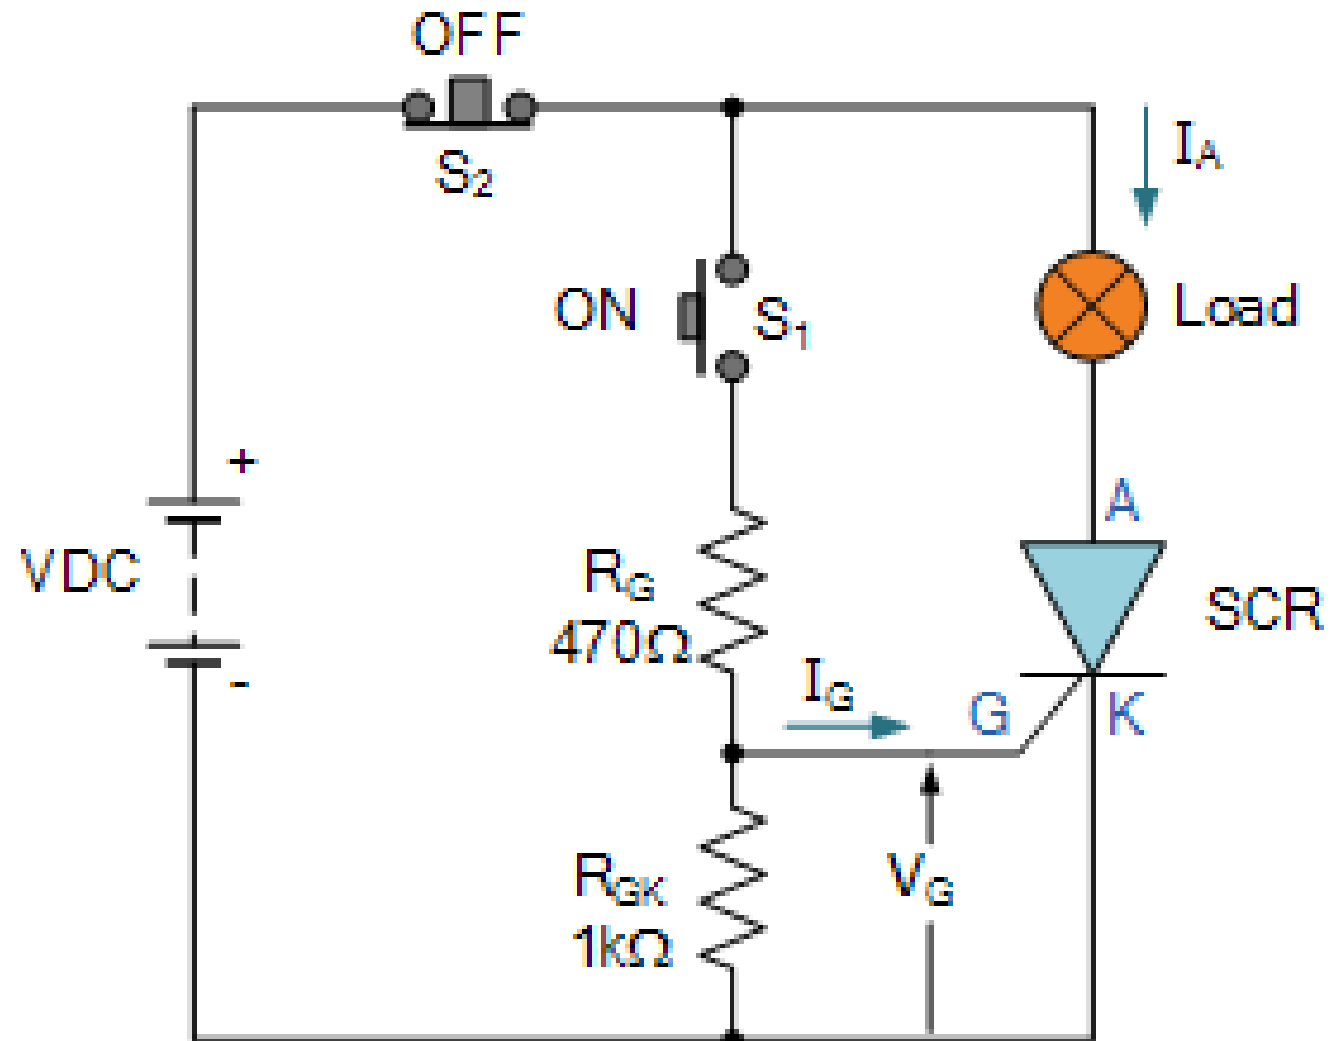 OFF
S2
IA
ON
S1
Load
+
A
VDC
RG
470Ω
SCR
IG
G
K
-
RGK
1kΩ
VG